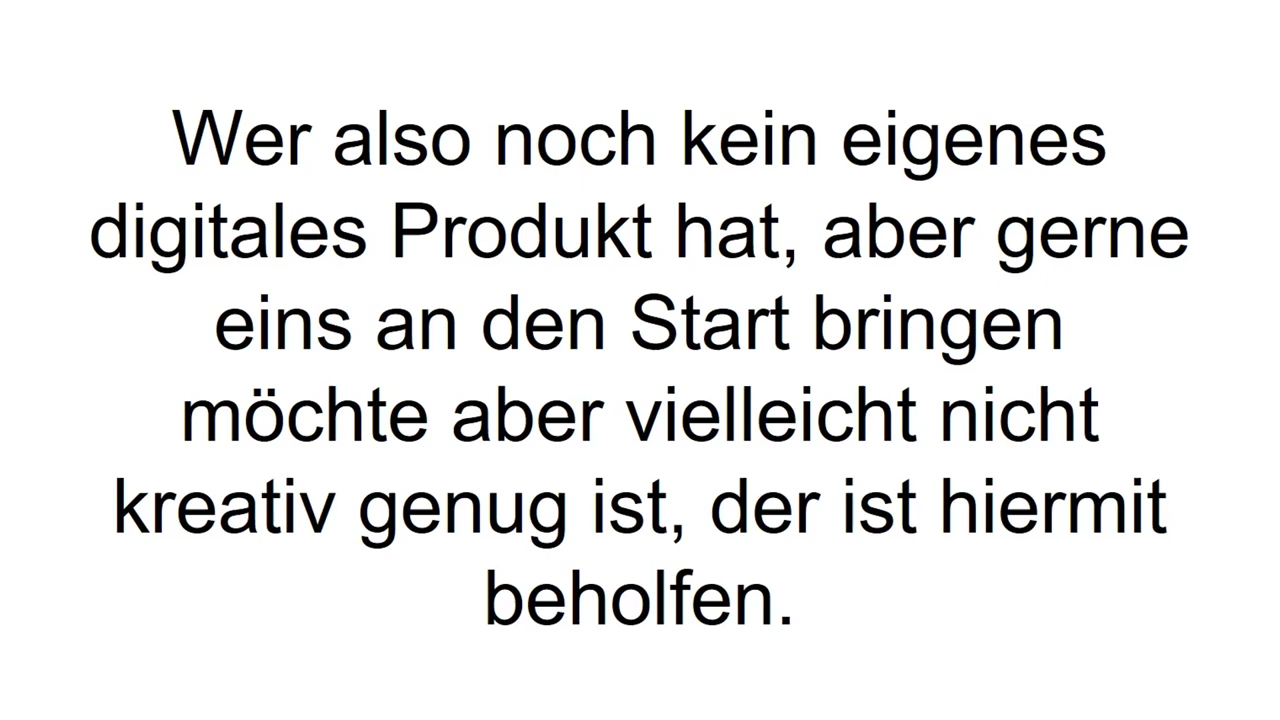 Wer also noch kein eigenes
digitales Produkt hat, aber gerne
eins an den Start bringen
möchte aber vielleicht nicht
kreativ genug ist, der ist hiermit
beholfen.